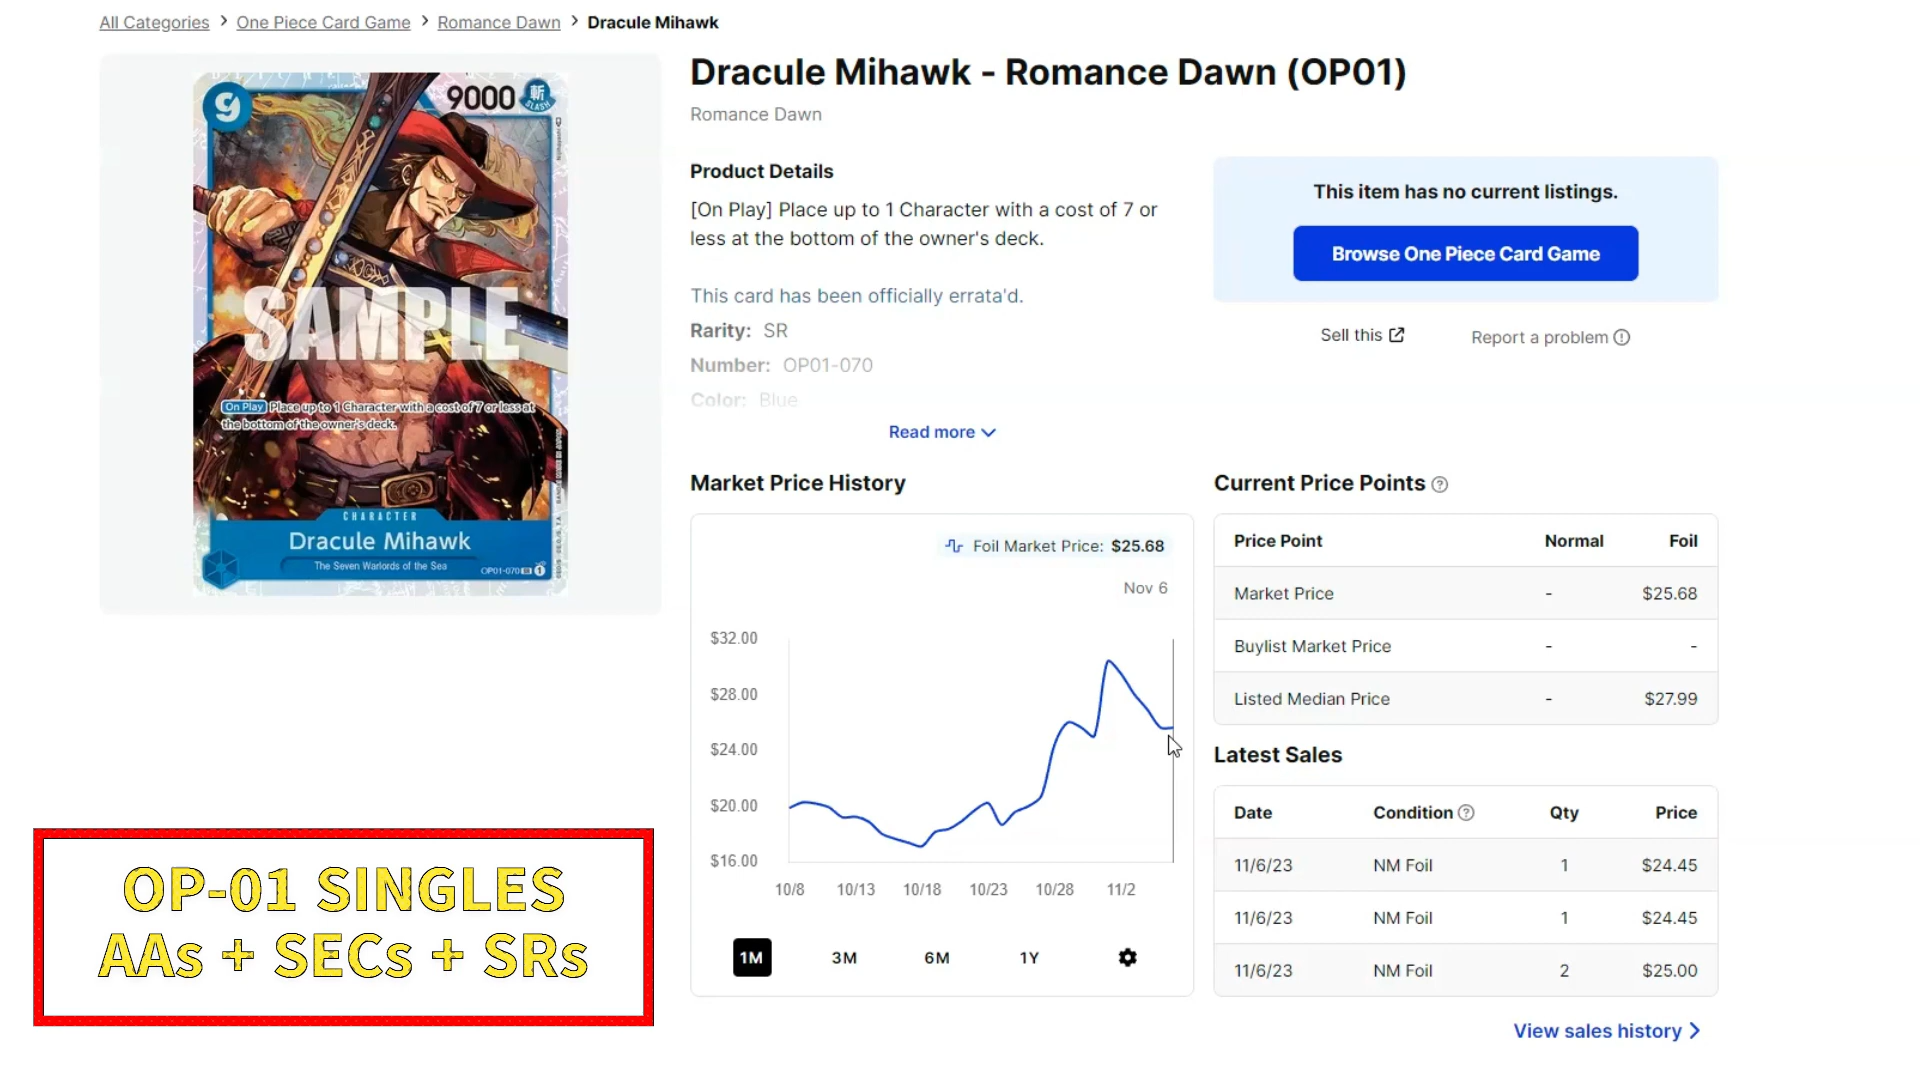 All Categories > One Piece Card Game > Romance Dawn > Dracule Mihawk
9
9000
斬
SLASH
SAMPLE
[On Play] Place up to 1 Character with a cost of 7 or less at
the bottom of the owner's deck.
CHARACTER
Dracule Mihawk
The Seven Warlords of the Sea
OP01-070 SR 1
Dracule Mihawk - Romance Dawn (OP01)
Romance Dawn
Product Details
[On Play] Place up to 1 Character with a cost of 7 or
less at the bottom of the owner's deck.
This card has been officially errata'd.
Rarity: SR
Number: OP01-070
Color: Blue
Read more
This item has no current listings.
Browse One Piece Card Game
Sell this
Report a problem
Market Price History
Foil Market Price: $25.68
Nov 6
$32.00
$28.00
$24.00
$20.00
$16.00
10/8 10/13 10/18 10/23 10/28 11/2
1M 3M 6M 1Y
Current Price Points
Price Point Normal Foil
Market Price - $25.68
Buylist Market Price - -
Listed Median Price - $27.99
Latest Sales
Date Condition Qty Price
11/6/23 NM Foil 1 $24.45
11/6/23 NM Foil 1 $24.45
11/6/23 NM Foil 2 $25.00
View sales history >
OP-01 SINGLES
AAs + SECs + SRs